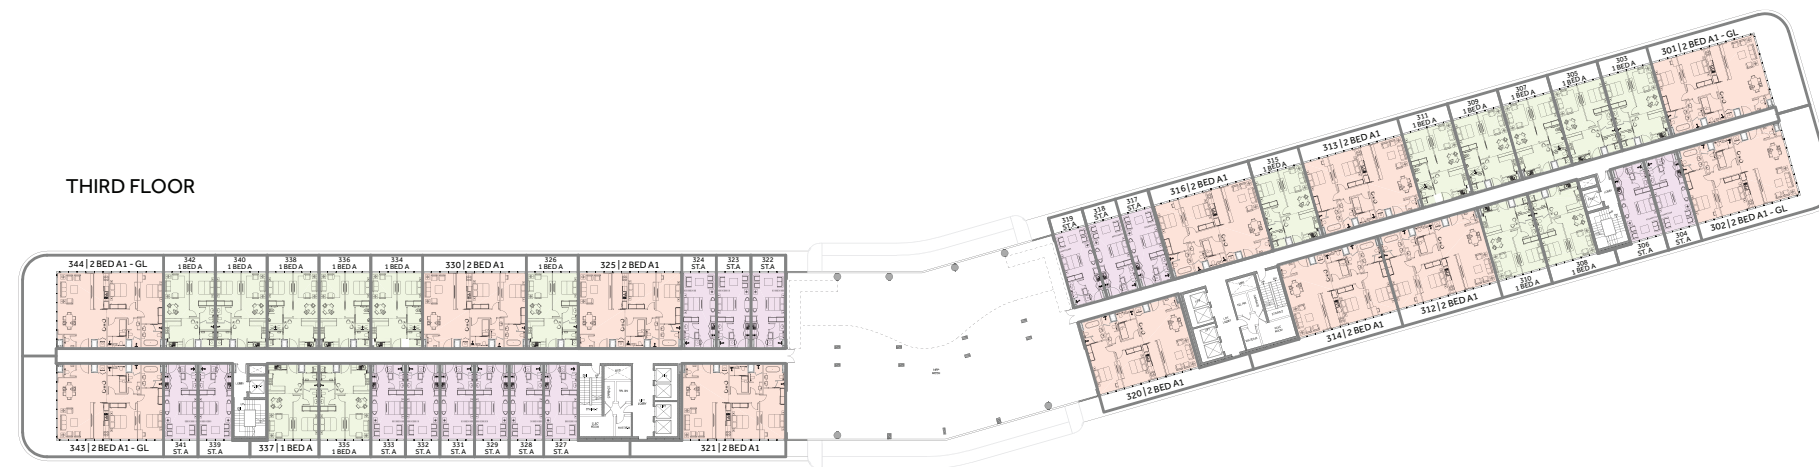 THIRD FLOOR
344 | 2 BED A1 - GL
342
1 BED A
340
1 BED A
338
1 BED A
336
1 BED A
334
1 BED A
330 | 2 BED A1
326
1 BED A
325 | 2 BED A1
324
ST. A
323
ST. A
322
ST. A
343 | 2 BED A1 - GL
341
ST. A
339
ST. A
337 | 1 BED A
335
1 BED A
333
ST. A
332
ST. A
331
ST. A
329
ST. A
328
ST. A
327
ST. A
321 | 2 BED A1
319
ST. A
318
ST. A
317
ST. A
316 | 2 BED A1
315
1 BED A
313 | 2 BED A1
311
1 BED A
309
1 BED A
307
1 BED A
305
1 BED A
303
1 BED A
301 | 2 BED A1 - GL
320 | 2 BED A1
314 | 2 BED A1
312 | 2 BED A1
310
1 BED A
308
1 BED A
306
ST. A
304
ST. A
302 | 2 BED A1 - GL